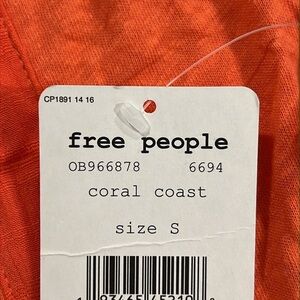 CP1891 14 16
free people
OB966878 6694
coral coast
size S